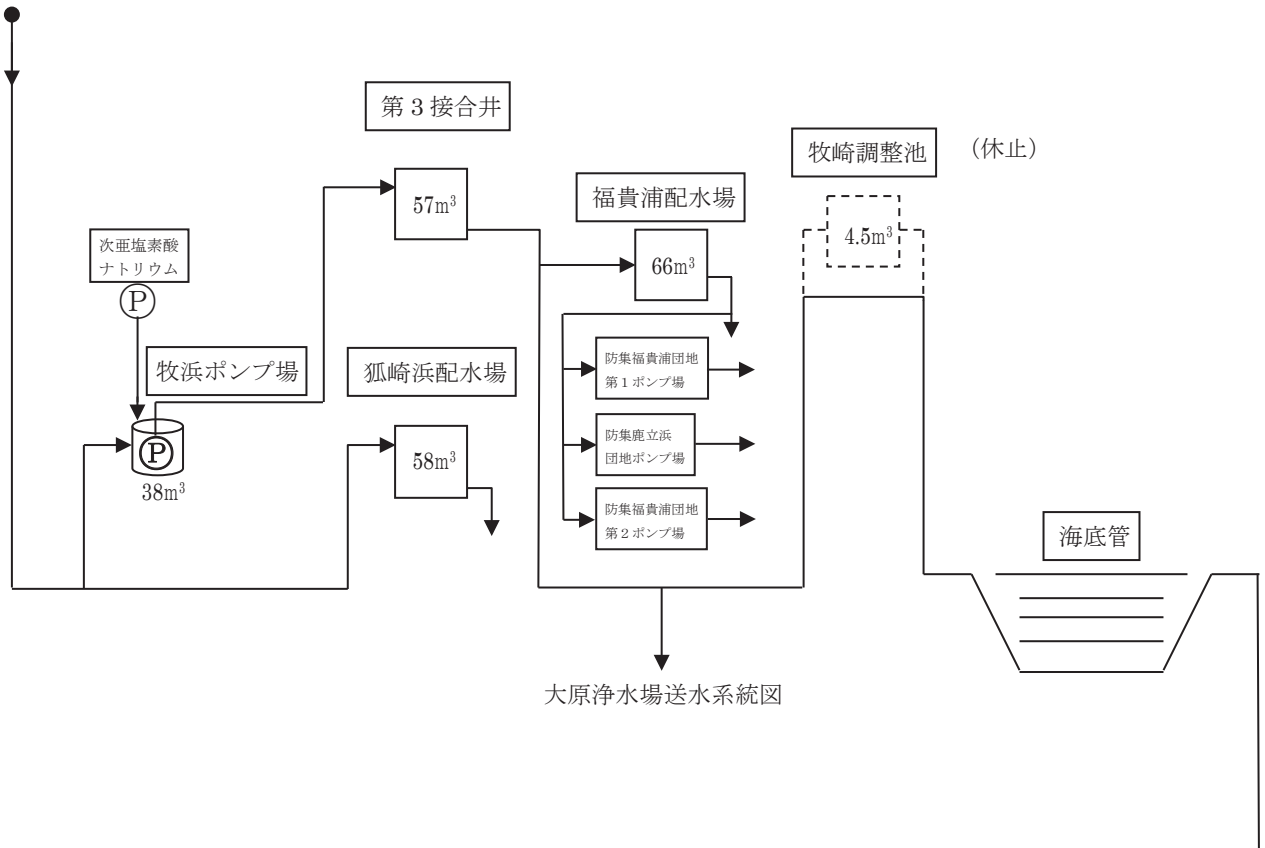 第３接合井
57m³
福貴浦配水場
66m³
牧崎調整池
（休止）
4.5m³
次亜塩素酸
ナトリウム
P
牧浜ポンプ場
P
38m³
狐崎浜配水場
58m³
防集福貴浦団地
第１ポンプ場
防集鹿立浜
団地ポンプ場
防集福貴浦団地
第２ポンプ場
海底管
大原浄水場送水系統図